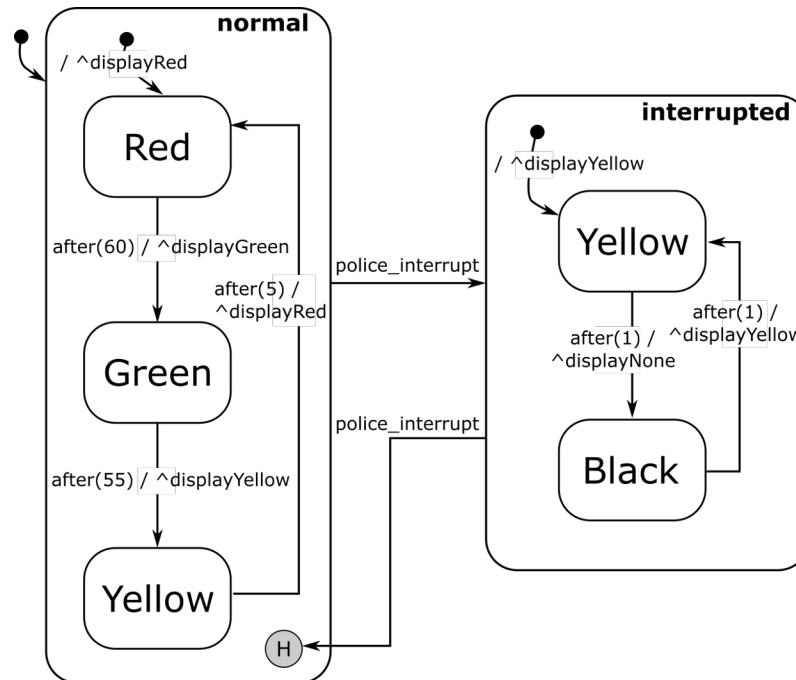 normal
/ ^displayRed
Red
after(60) / ^displayGreen
after(5) /
^displayRed
Green
after(55) / ^displayYellow
Yellow
H
police_interrupt
police_interrupt
interrupted
/ ^displayYellow
Yellow
after(1) /
^displayNone
after(1) /
^displayYellow
Black